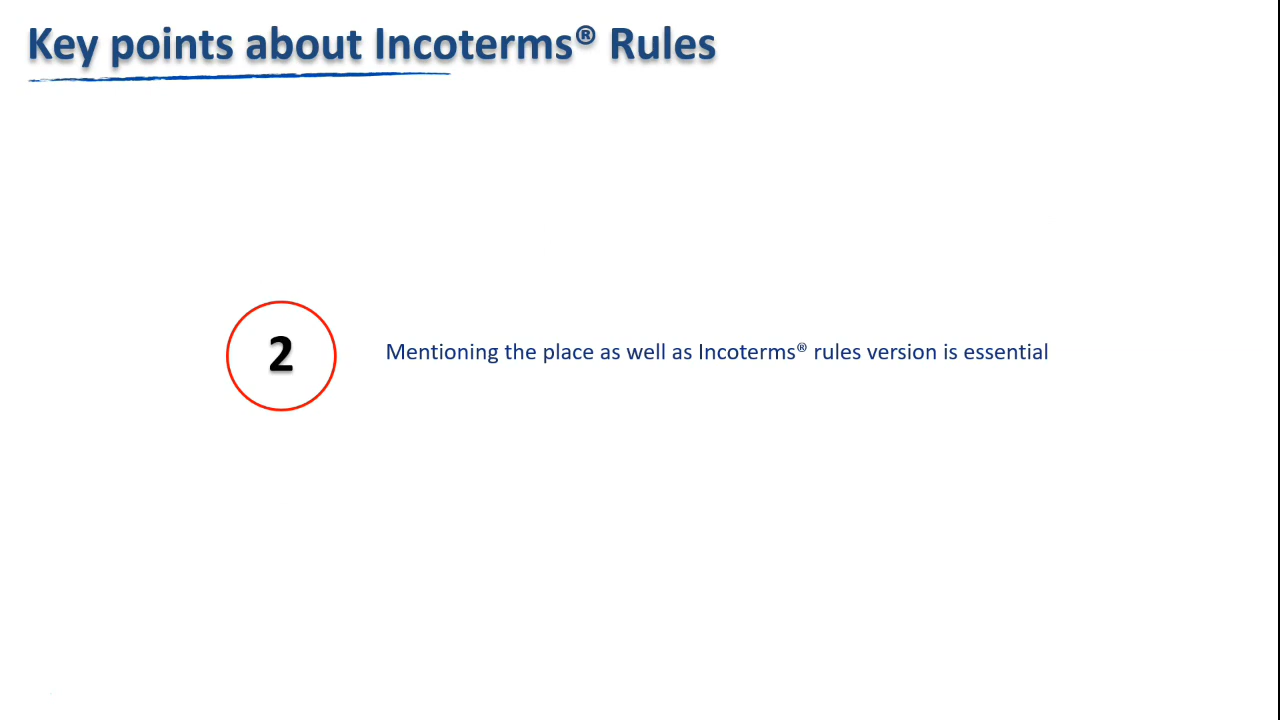 Key points about Incoterms® Rules
2
Mentioning the place as well as Incoterms® rules version is essential